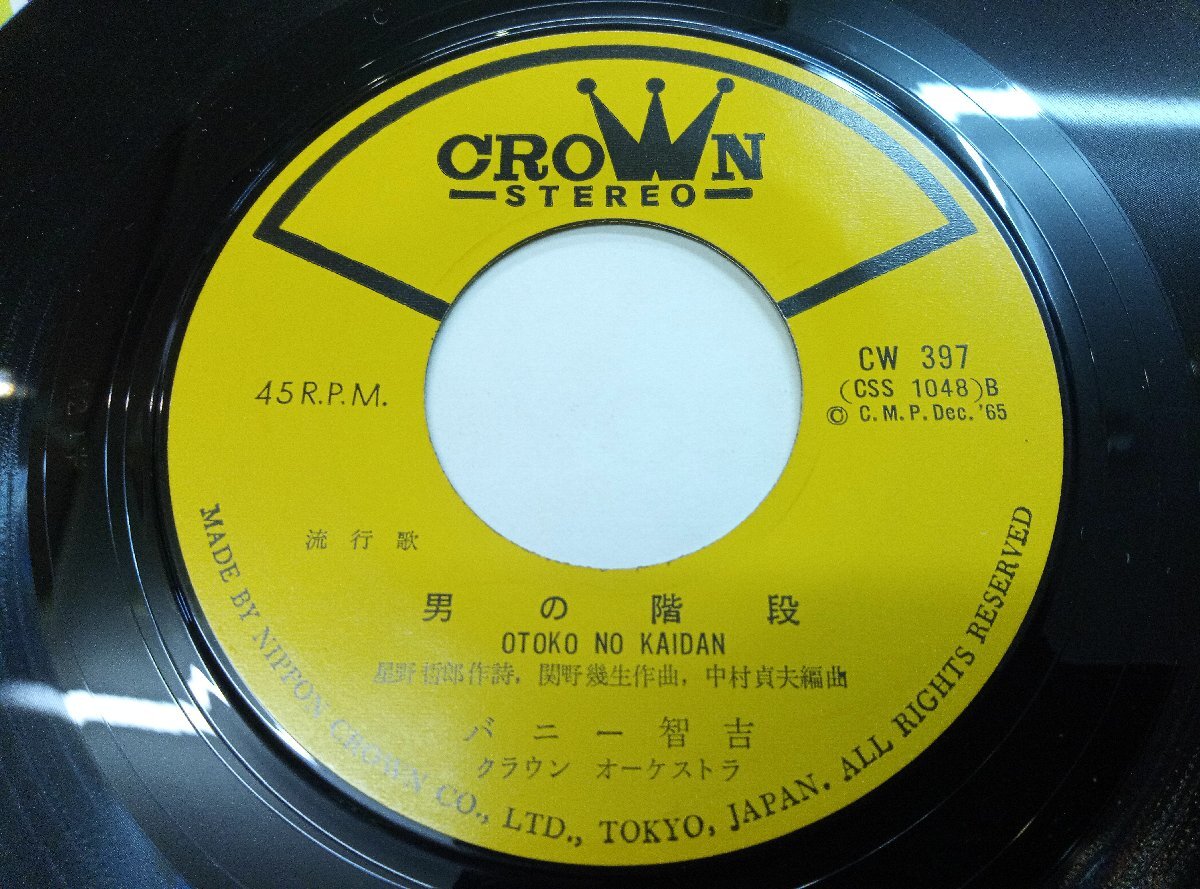 CROWN
STEREO
45 R.P.M.
CW 397
(CSS 1048)B
© C.M.P. Dec. '65
流行歌
男の階段
OTOKO NO KAIDAN
星野哲郎作詩, 関野幾生作曲, 中村貞夫編曲
バニー智吉
クラウン オーケストラ
MADE BY NIPPON CROWN CO., LTD., TOKYO, JAPAN. ALL RIGHTS RESERVED